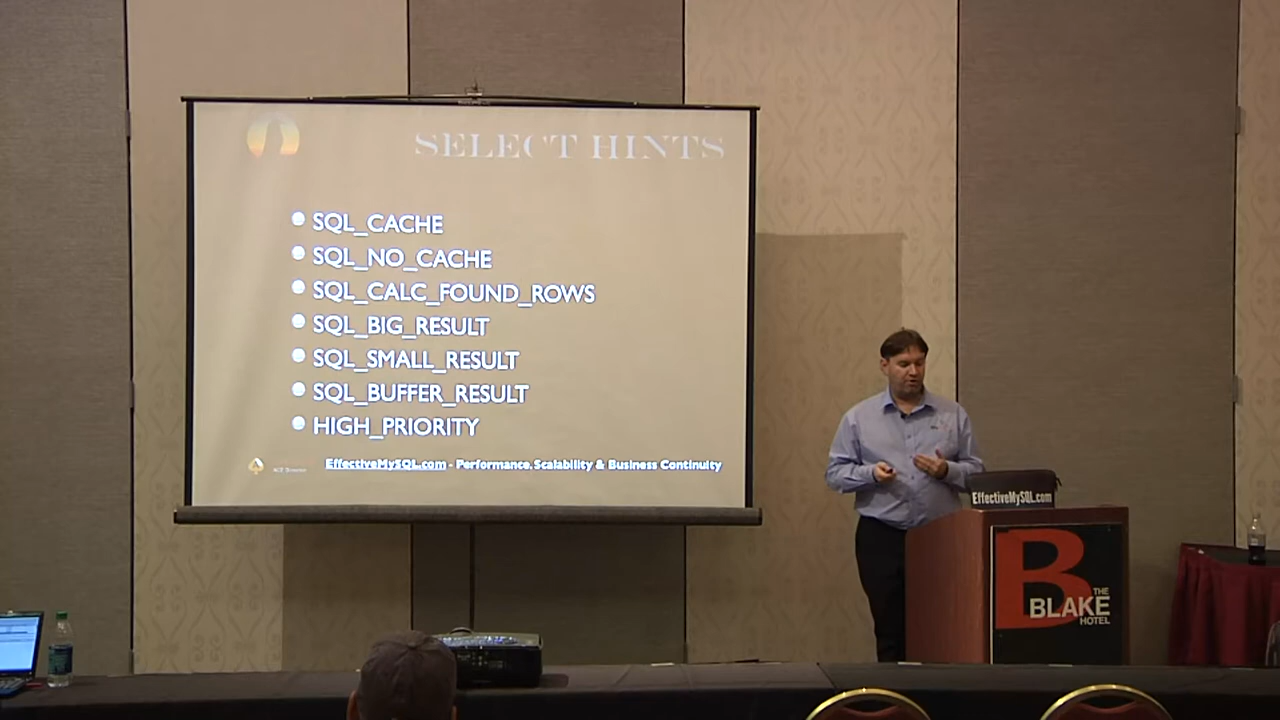 SELECT HINTS
SQL_CACHE
SQL_NO_CACHE
SQL_CALC_FOUND_ROWS
SQL_BIG_RESULT
SQL_SMALL_RESULT
SQL_BUFFER_RESULT
HIGH_PRIORITY
EffectiveMySQL.com - Performance, Scalability & Business Continuity
EffectiveMySQL.com
B
THE
BLAKE
HOTEL